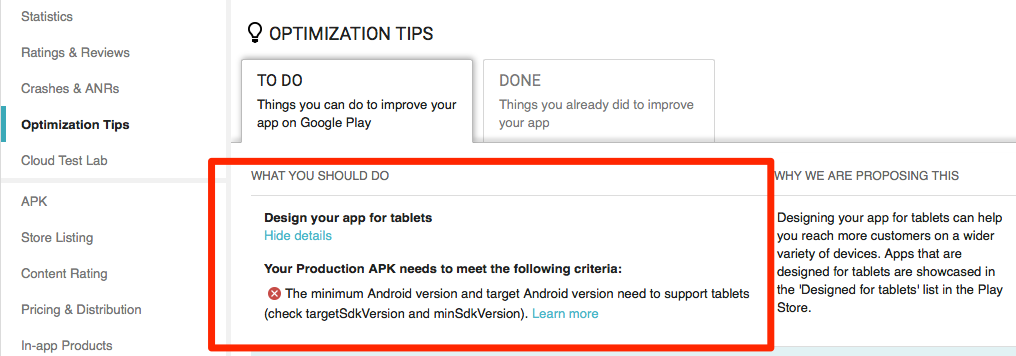 Statistics
Ratings & Reviews
Crashes & ANRs
Optimization Tips
Cloud Test Lab
APK
Store Listing
Content Rating
Pricing & Distribution
In-app Products
OPTIMIZATION TIPS
TO DO
Things you can do to improve your
app on Google Play
DONE
Things you already did to improve
your app
WHAT YOU SHOULD DO
Design your app for tablets
Hide details
Your Production APK needs to meet the following criteria:
The minimum Android version and target Android version need to support tablets
(check targetSdkVersion and minSdkVersion). Learn more
WHY WE ARE PROPOSING THIS
Designing your app for tablets can help
you reach more customers on a wider
variety of devices. Apps that are
designed for tablets are showcased in
the 'Designed for tablets' list in the Play
Store.